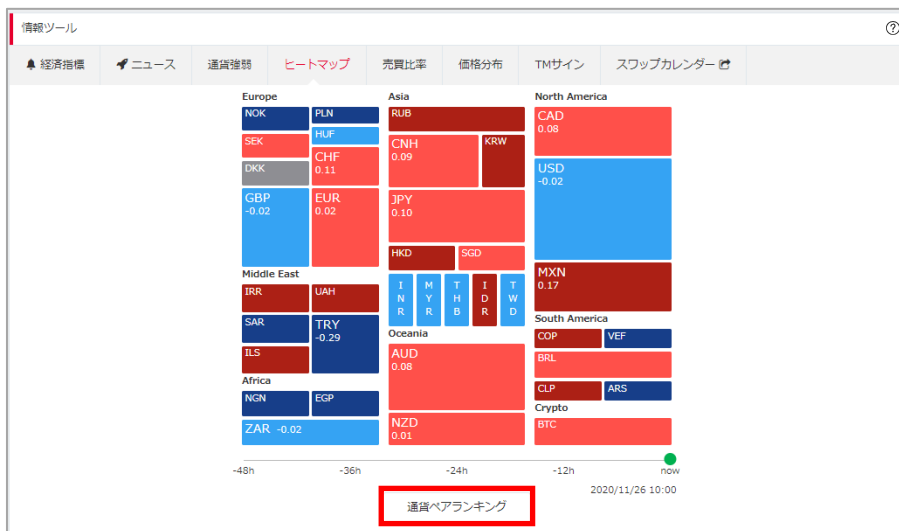 情報ツール
経済指標 ニュース 通貨強弱 ヒートマップ 売買比率 価格分布 TMサイン スワップカレンダー
Europe
NOK PLN
SEK HUF
DKK CHF
0.11
GBP
-0.02
EUR
0.02
Middle East
IRR UAH
SAR TRY
-0.29
ILS
Africa
NGN EGP
ZAR -0.02
Asia
RUB
CNH
0.09
KRW
JPY
0.10
HKD SGD
INR MYR THB IDR TWD
Oceania
AUD
0.08
NZD
0.01
North America
CAD
0.08
USD
-0.02
MXN
0.17
South America
COP VEF
BRL
CLP ARS
Crypto
BTC
-48h -36h -24h -12h now
2020/11/26 10:00
通貨ペアランキング